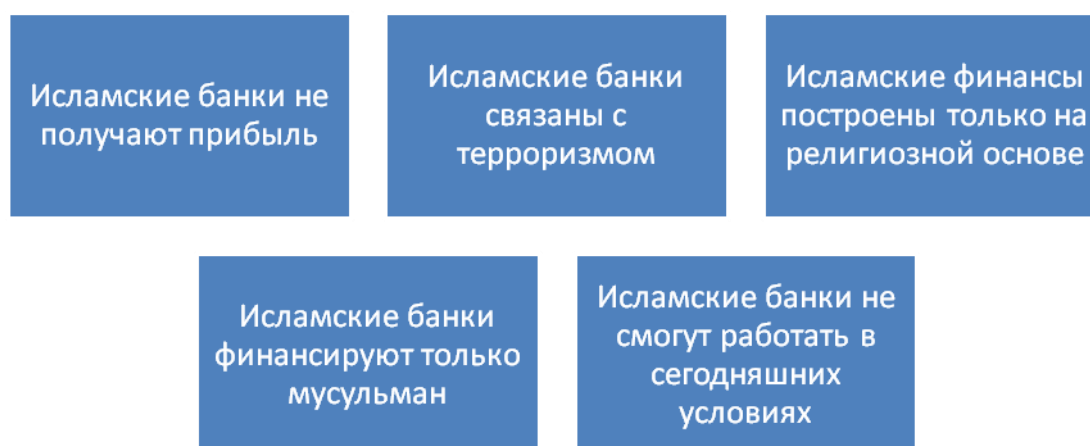 Исламские банки не
получают прибыль
Исламские банки
связаны с
терроризмом
Исламские финансы
построены только на
религиозной основе
Исламские банки
финансируют только
мусульман
Исламские банки не
смогут работать в
сегодняшних
условиях